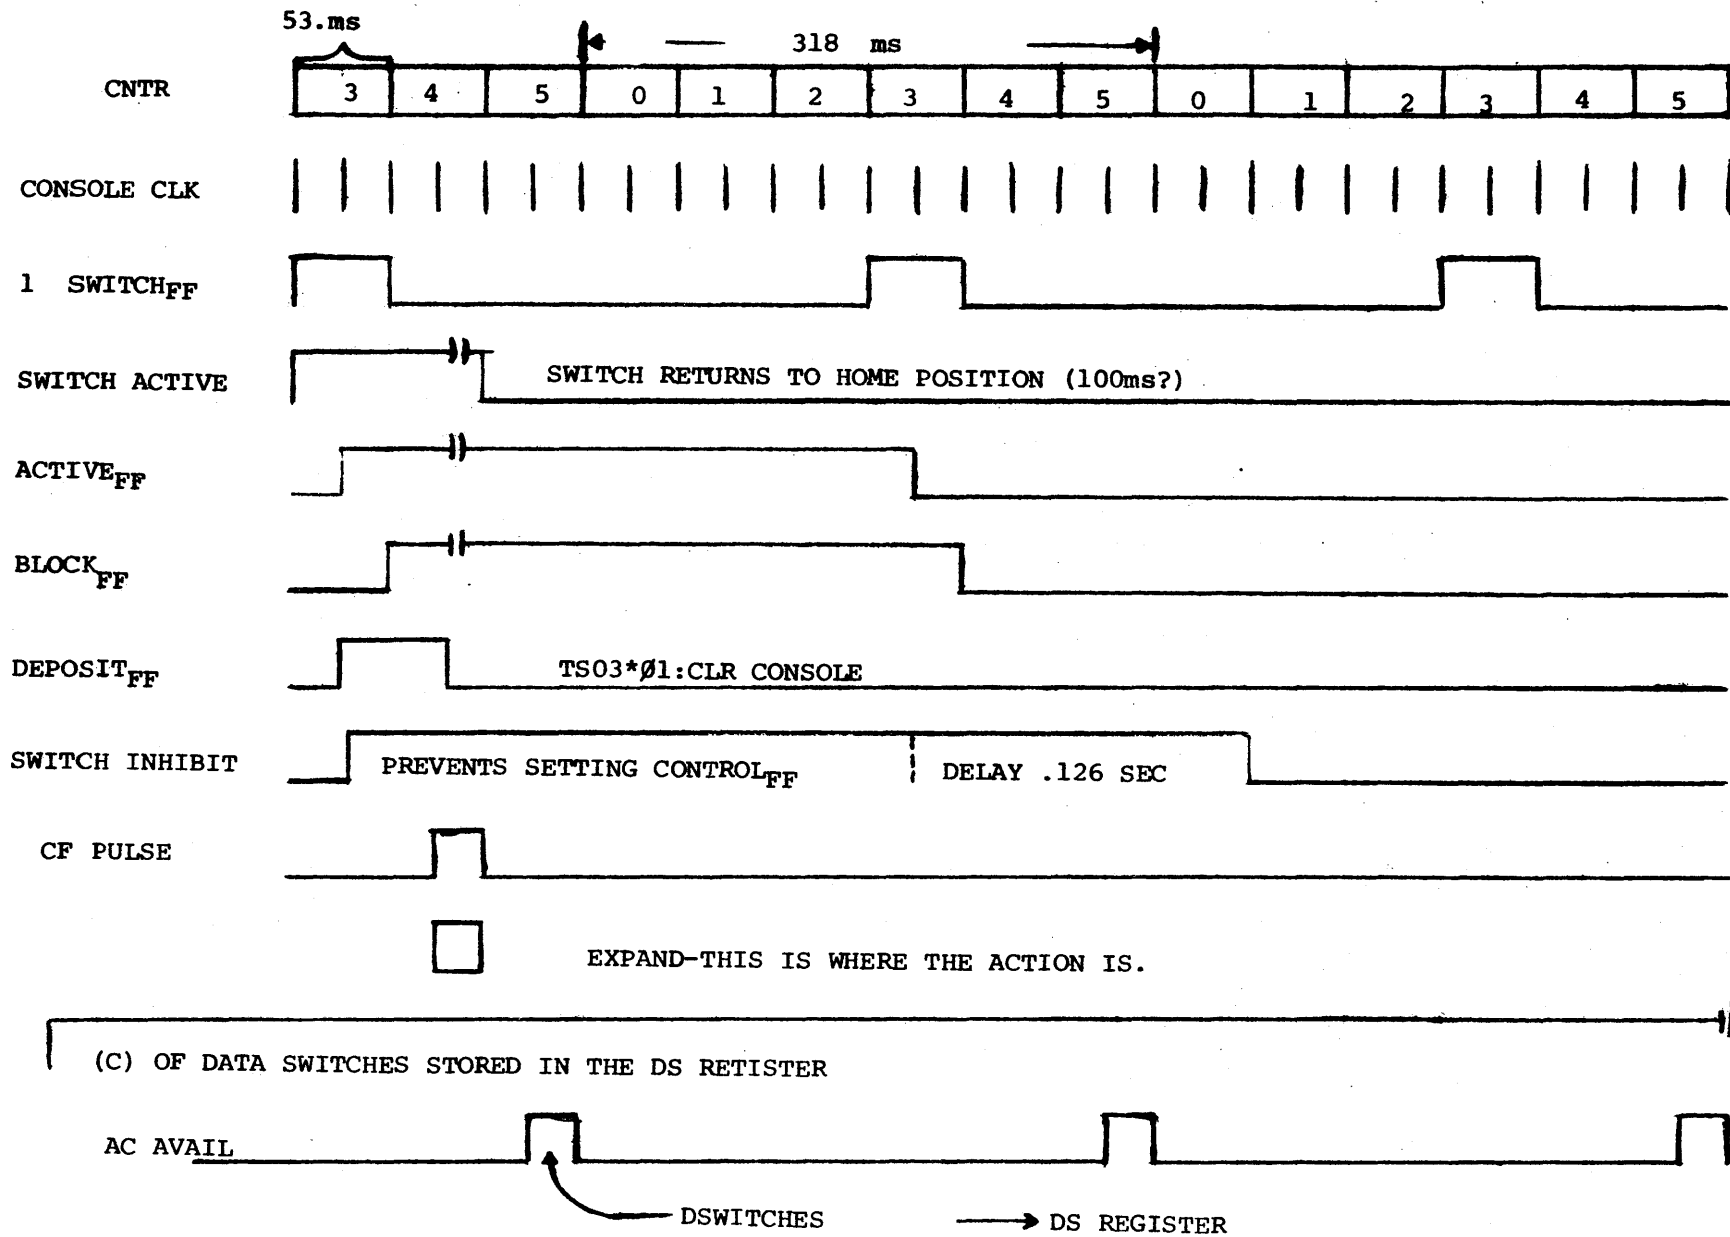 53.ms
318 ms
CNTR 3 4 5 0 1 2 3 4 5 0 1 2 3 4 5
CONSOLE CLK
1 SWITCHFF
SWITCH ACTIVE SWITCH RETURNS TO HOME POSITION (100ms?)
ACTIVEFF
BLOCKFF
DEPOSITFF TS03*Ø1:CLR CONSOLE
SWITCH INHIBIT PREVENTS SETTING CONTROLFF DELAY .126 SEC
CF PULSE
EXPAND-THIS IS WHERE THE ACTION IS.
(C) OF DATA SWITCHES STORED IN THE DS RETISTER
AC AVAIL
DSWITCHES DS REGISTER